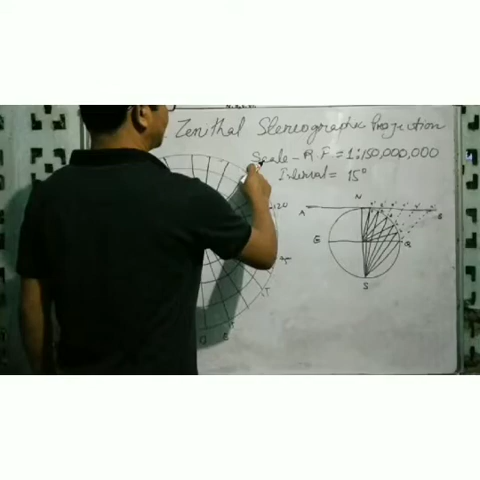 Zenithal Stereographic Projection
Scale - R.F = 1:150,000,000
Interval = 15°
N
A
B
E
Q
S